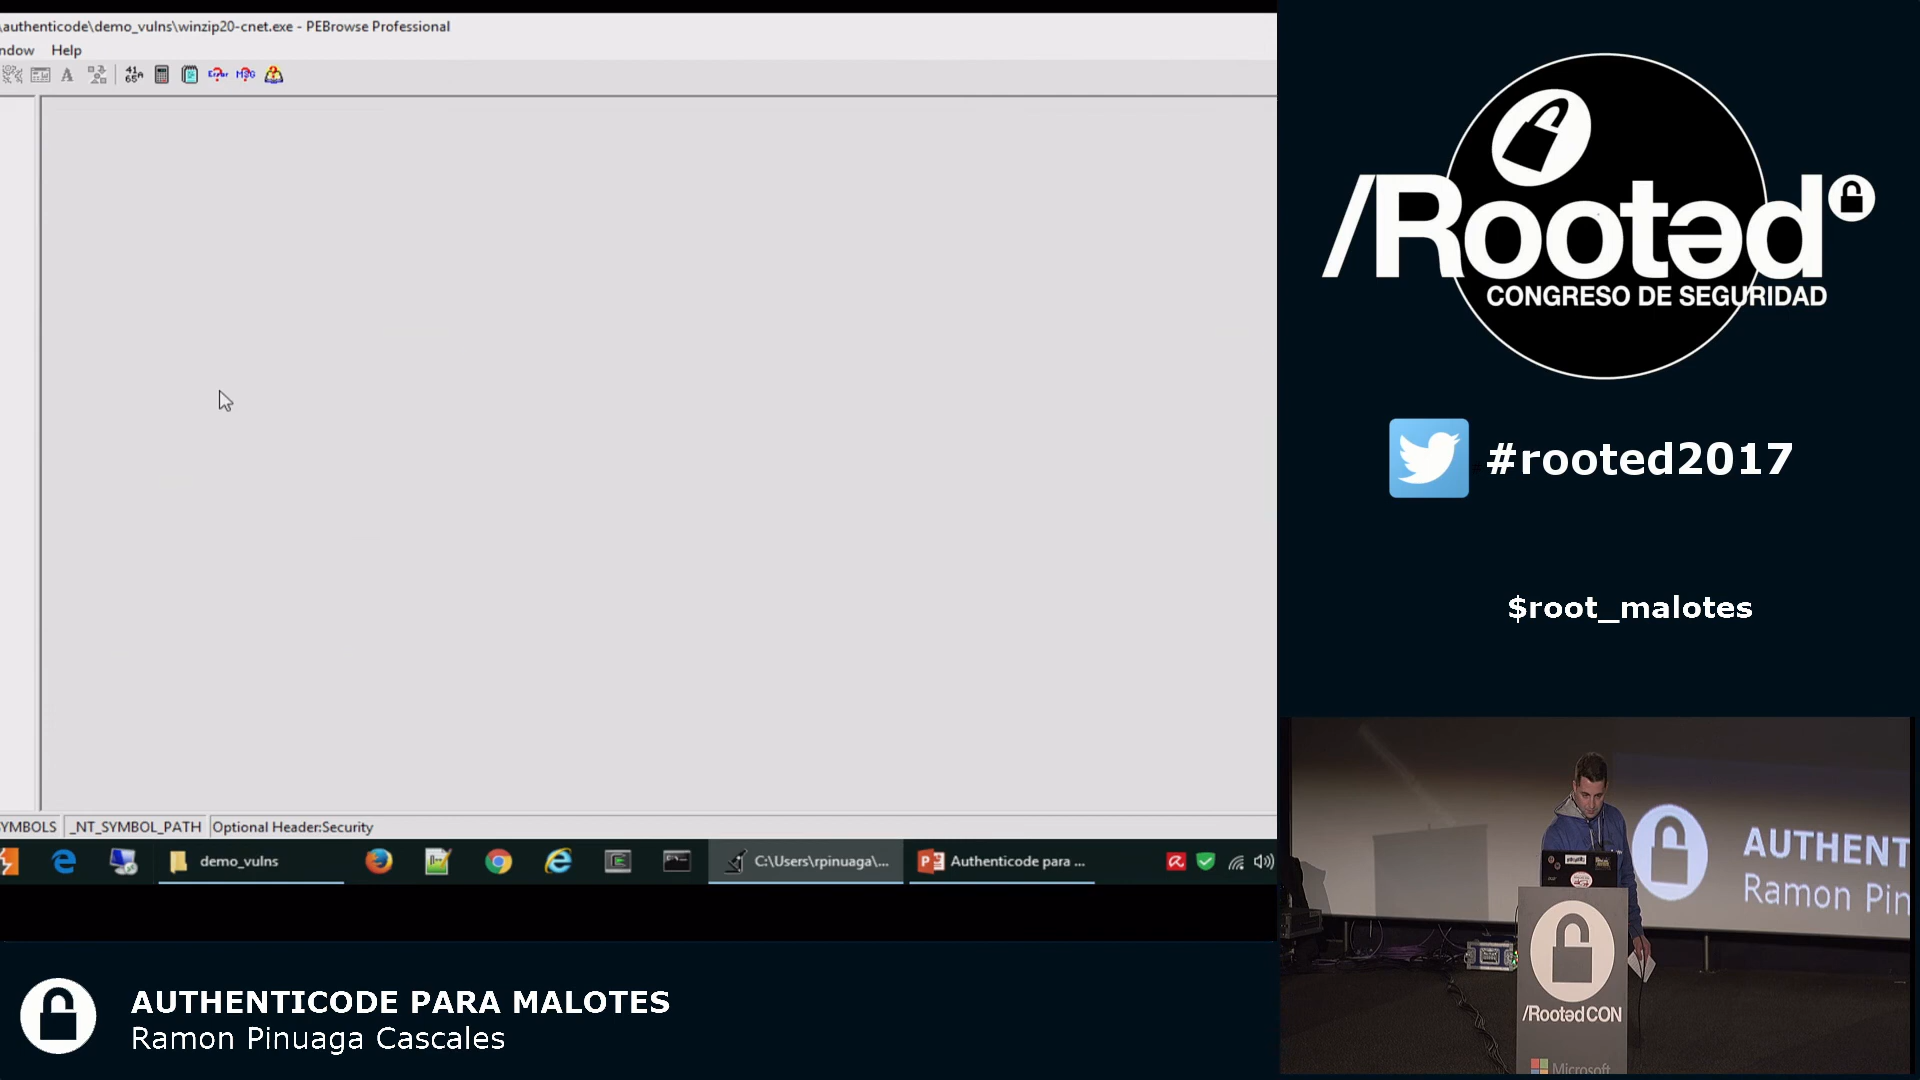 \authenticode\demo_vulns\winzip20-cnet.exe - PEBrowse Professional
ndow Help
YMBOLS _NT_SYMBOL_PATH Optional Header:Security
demo_vulns C:\Users\rpinuaga\... Authenticode para ...
/Rootəd
CONGRESO DE SEGURIDAD
#rooted2017
$root_malotes
AUTHENT
Ramon Pin
/RootədCON
Microsoft
AUTHENTICODE PARA MALOTES
Ramon Pinuaga Cascales